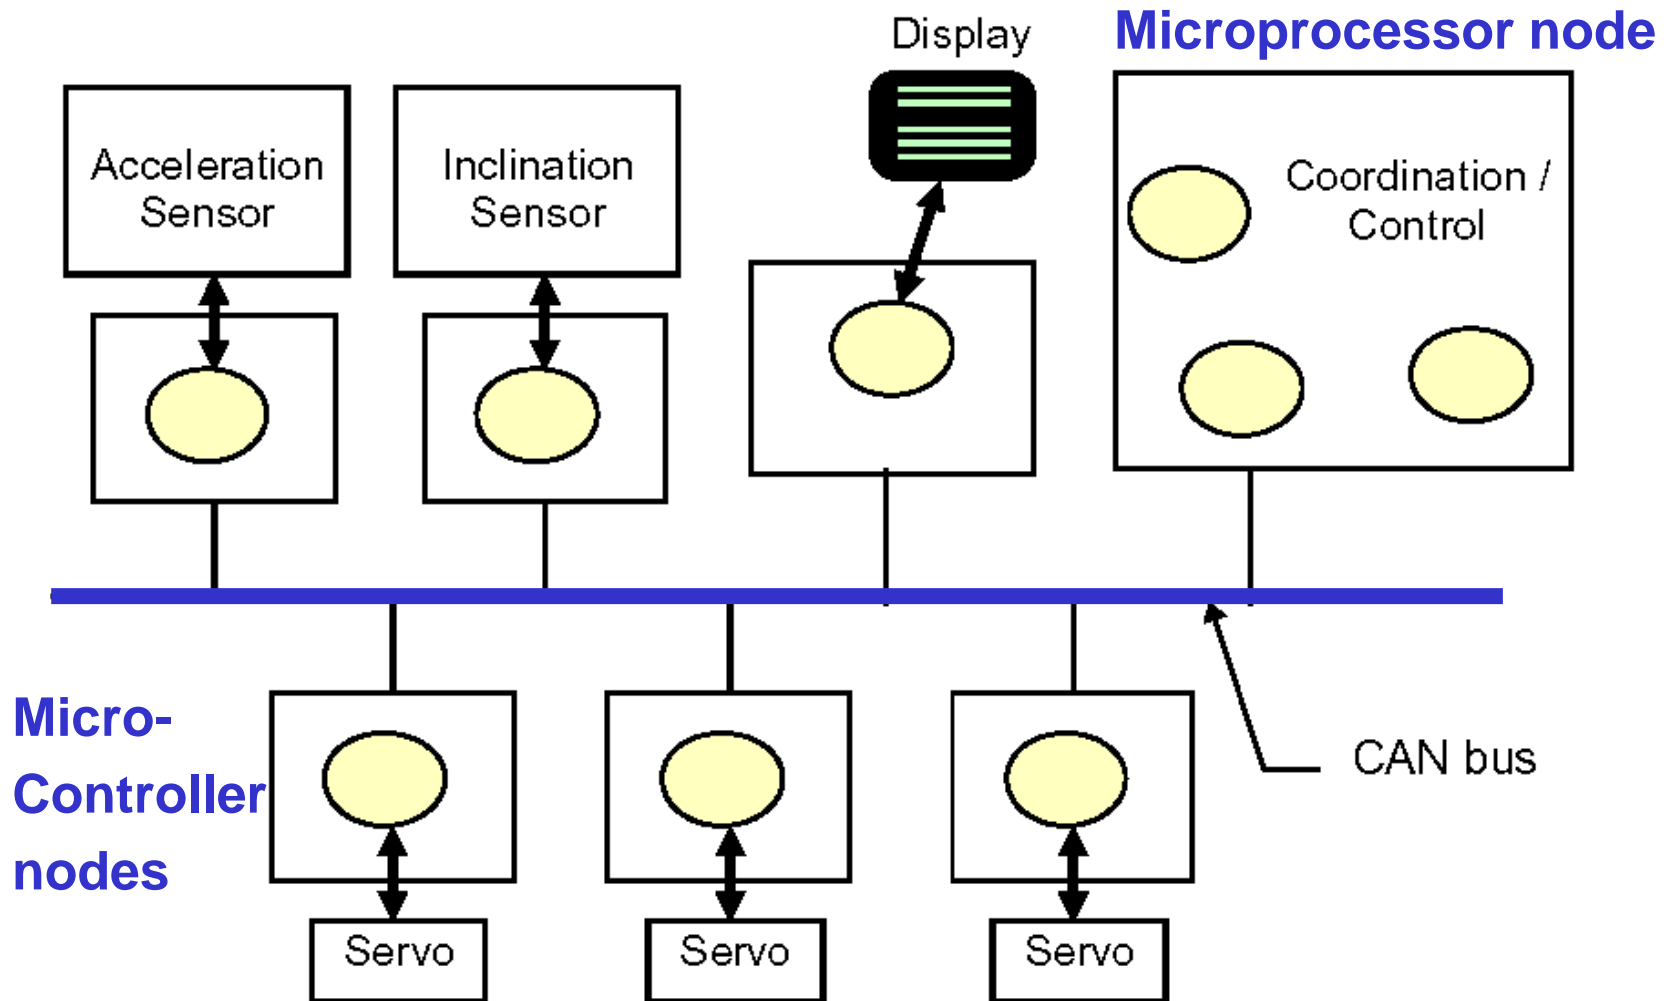 Display
Microprocessor node
Acceleration
Sensor
Inclination
Sensor
Coordination /
Control
Micro-
Controller
nodes
CAN bus
Servo
Servo
Servo